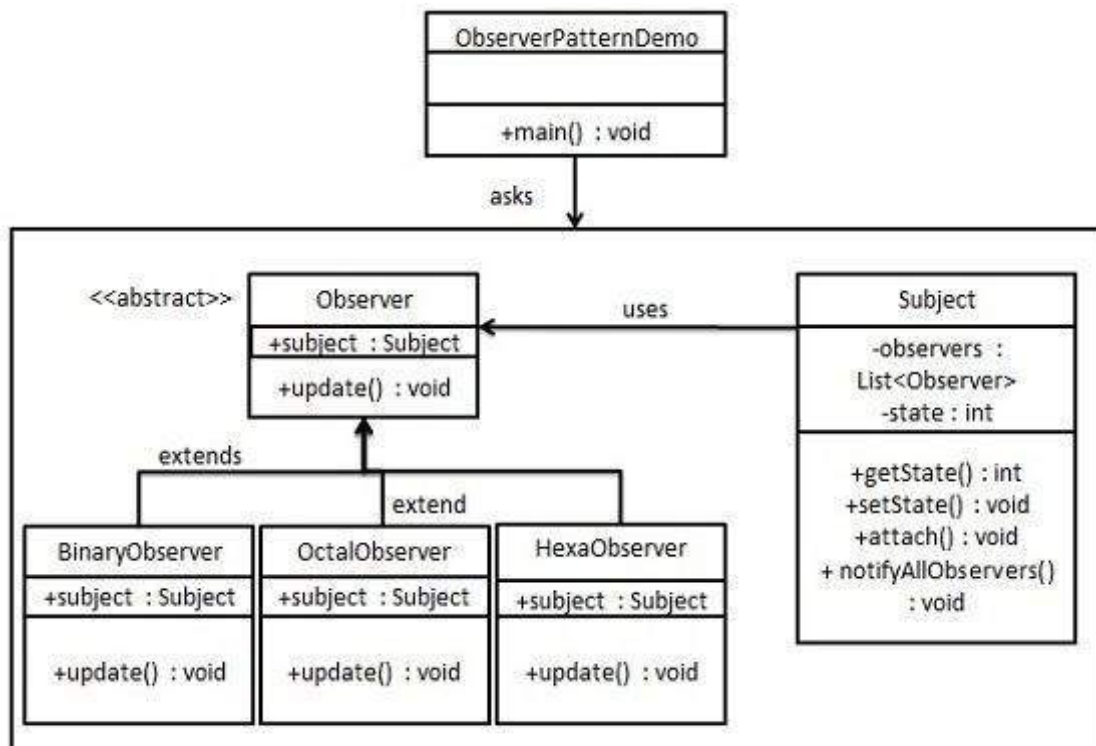 ObserverPatternDemo
+main() : void
asks
<<abstract>>
Observer
+subject : Subject
+update() : void
uses
Subject
-observers :
List<Observer>
-state : int
+getState() : int
+setState() : void
+attach() : void
+ notifyAllObservers()
: void
extends
extend
BinaryObserver
+subject : Subject
+update() : void
OctalObserver
+subject : Subject
+update() : void
HexaObserver
+subject : Subject
+update() : void